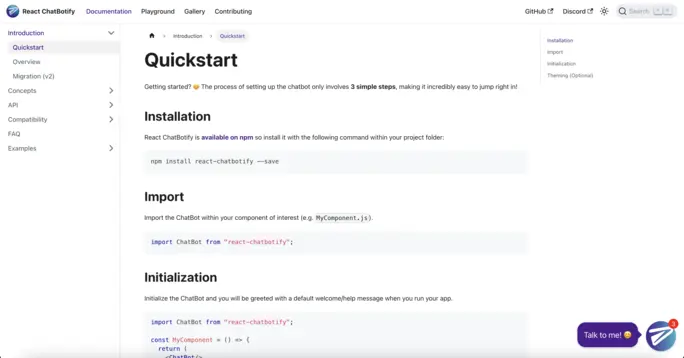 React ChatBotify Documentation Playground Gallery Contributing GitHub Discord Search
Introduction
Quickstart
Overview
Migration (v2)
Concepts
API
Compatibility
FAQ
Examples
Introduction Quickstart
Quickstart
Getting started? 😄 The process of setting up the chatbot only involves 3 simple steps, making it incredibly easy to jump right in!
Installation
React ChatBotify is available on npm so install it with the following command within your project folder:
npm install react-chatbotify --save
Import
Import the ChatBot within your component of interest (e.g. MyComponent.js).
import ChatBot from "react-chatbotify";
Initialization
Initialize the ChatBot and you will be greeted with a default welcome/help message when you run your app.
import ChatBot from "react-chatbotify";
const MyComponent = () => {
return (
<ChatBot/>
Installation
Import
Initialization
Theming (Optional)
Talk to me! 😄